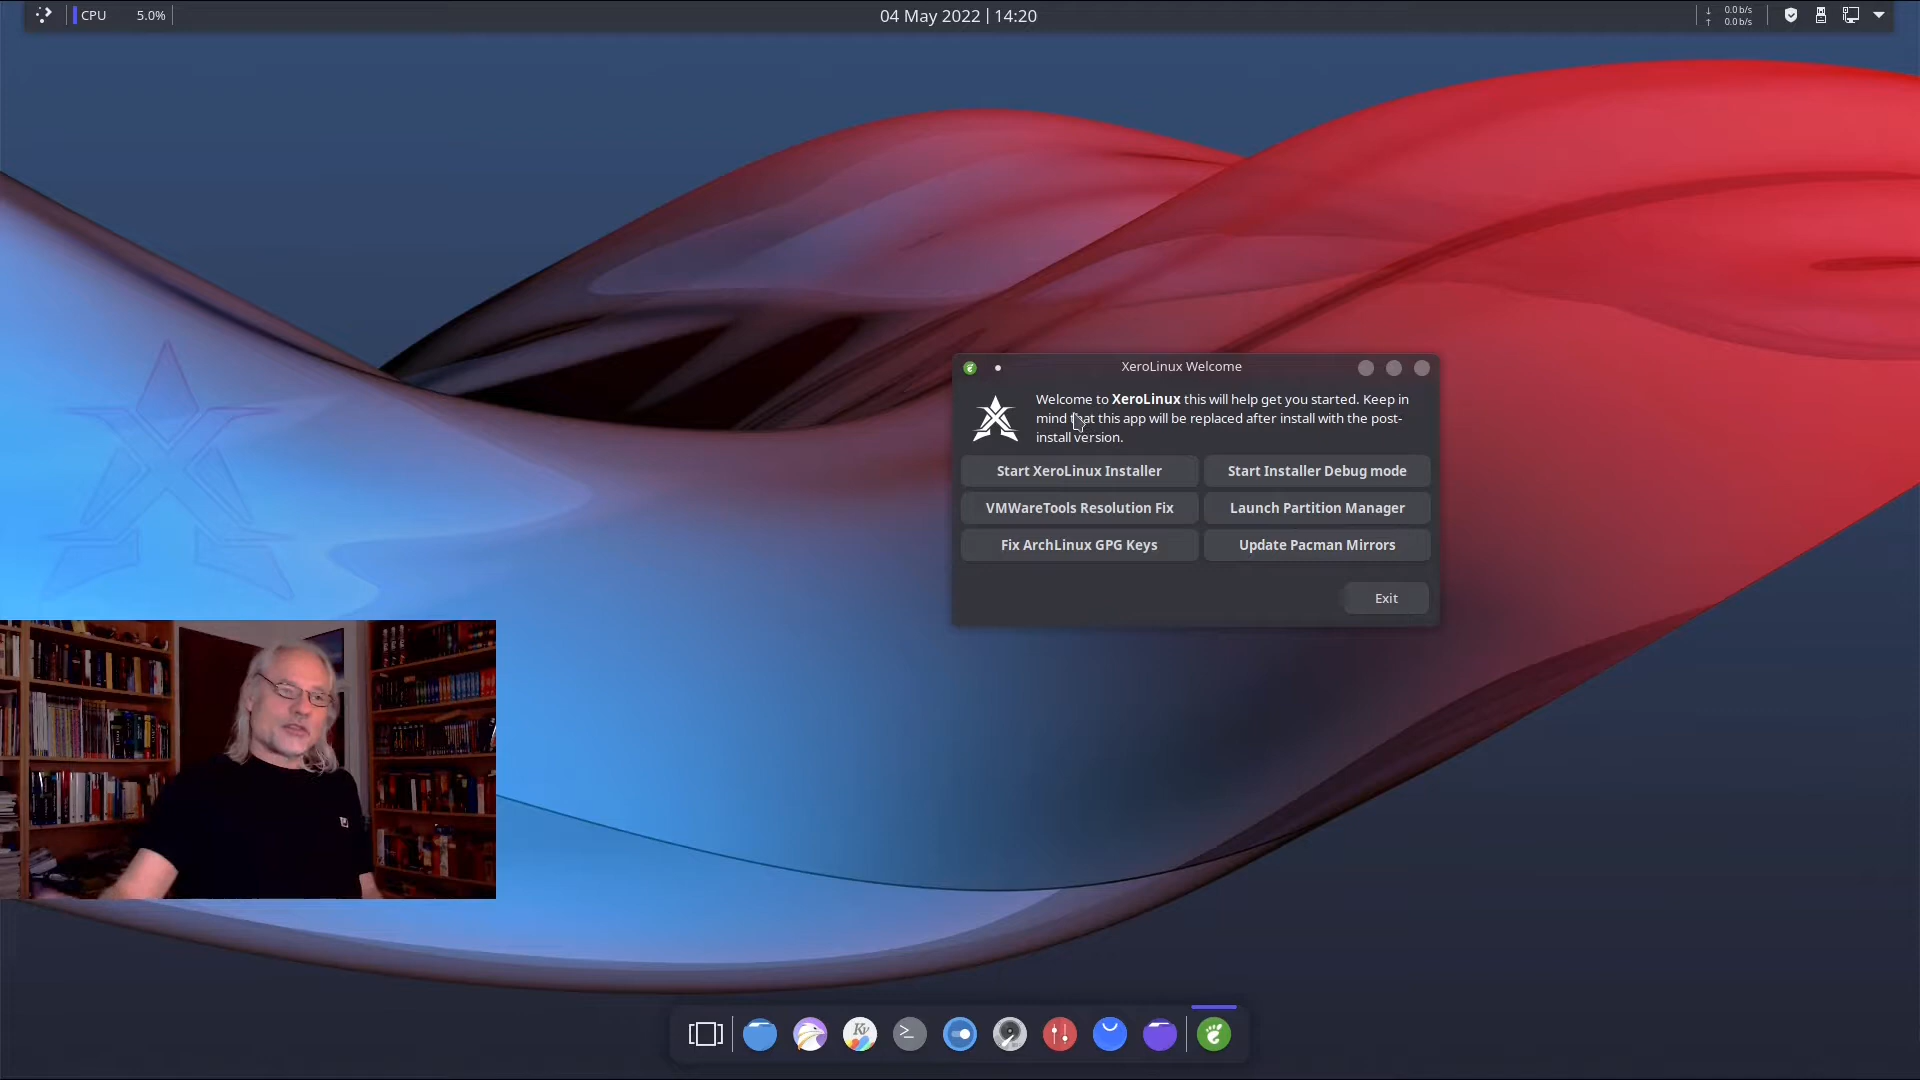 CPU 5.0%
04 May 2022 | 14:20
↓ 0.0 b/s
↑ 0.0 b/s
XeroLinux Welcome
Welcome to XeroLinux this will help get you started. Keep in
mind that this app will be replaced after install with the post-
install version.
Start XeroLinux Installer
Start Installer Debug mode
VMWareTools Resolution Fix
Launch Partition Manager
Fix ArchLinux GPG Keys
Update Pacman Mirrors
Exit
Kv